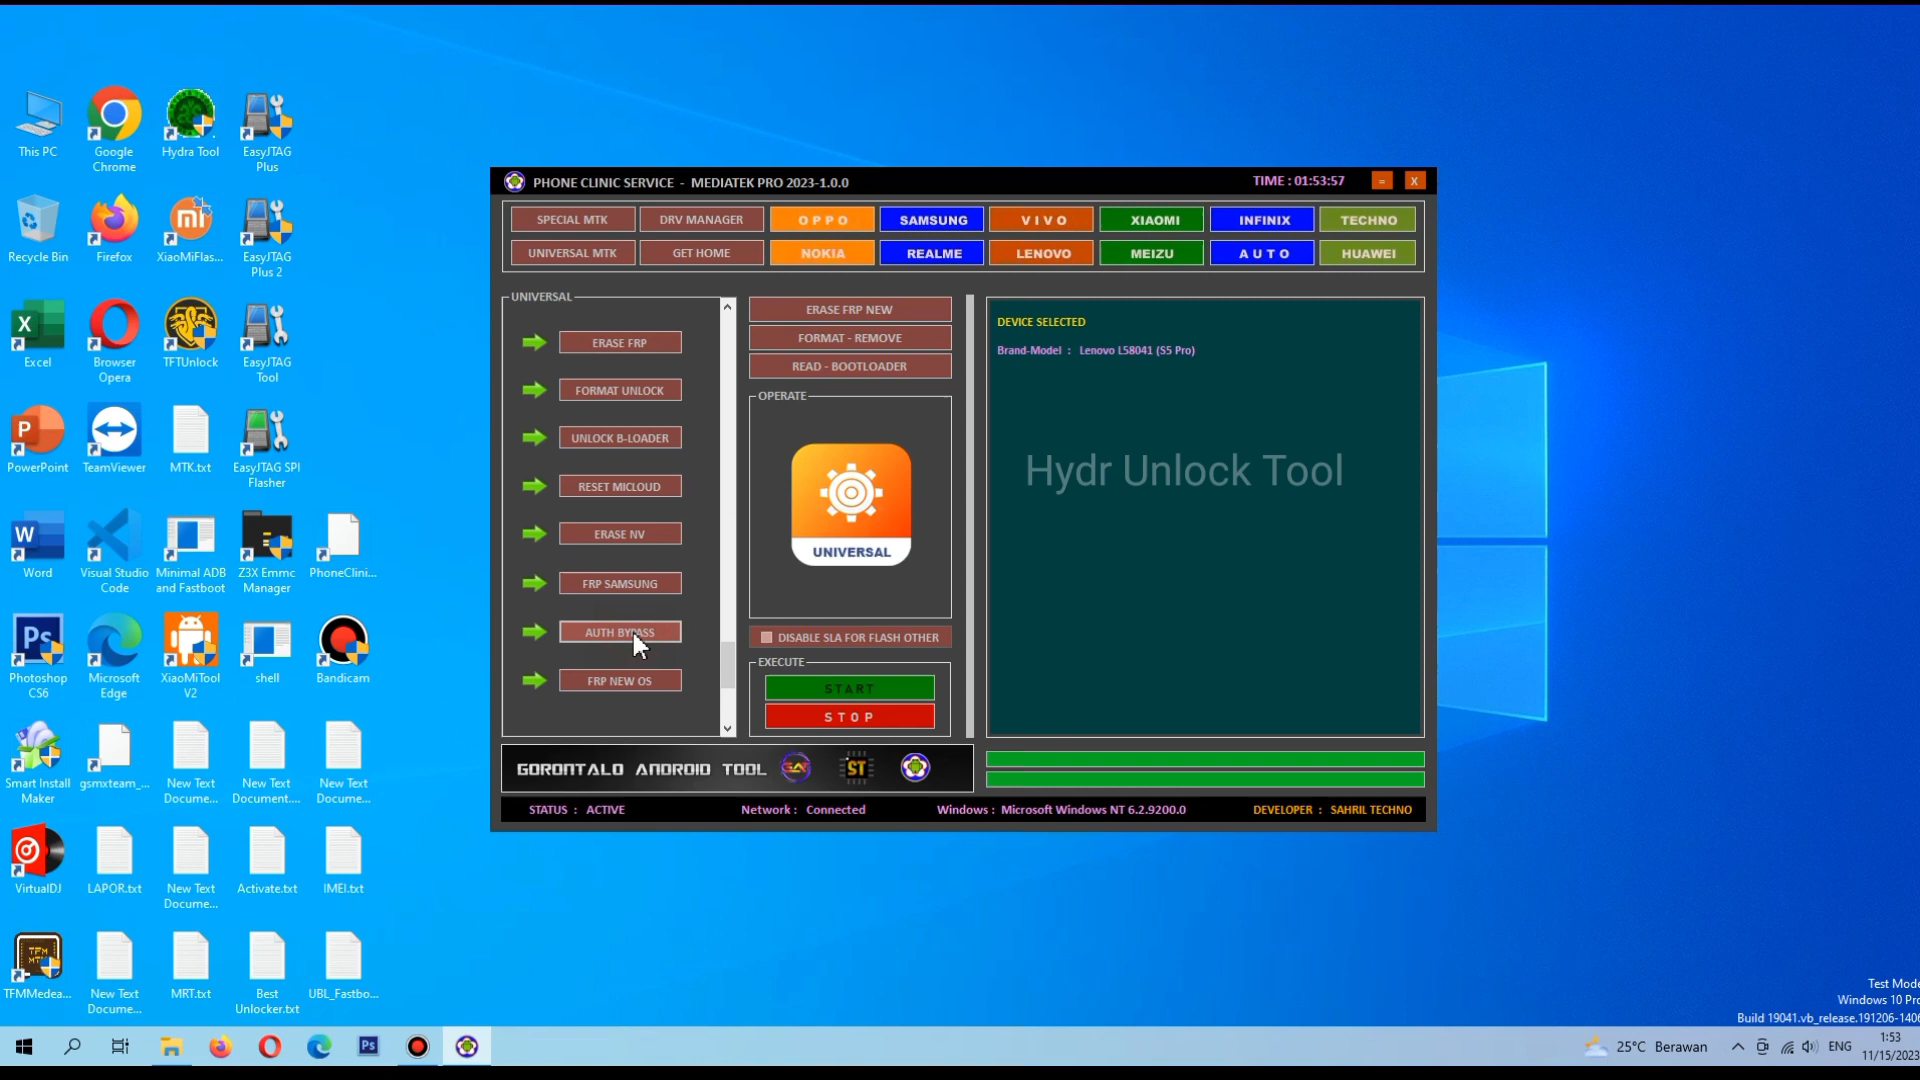 This PC
Google
Chrome
Hydra Tool
EasyJTAG
Plus
Recycle Bin
Firefox
XiaoMiFlas...
EasyJTAG
Plus 2
Excel
Browser
Opera
TFTUnlock
EasyJTAG
Tool
PowerPoint
TeamViewer
MTK.txt
EasyJTAG SPI
Flasher
Word
Visual Studio
Code
Minimal ADB
and Fastboot
Z3X Emmc
Manager
PhoneClini...
Photoshop
CS6
Microsoft
Edge
XiaoMiTool
V2
shell
Bandicam
Smart Install
Maker
gsmxteam_...
New Text
Docume...
New Text
Document....
New Text
Docume...
VirtualDJ
LAPOR.txt
New Text
Docume...
Activate.txt
IMEI.txt
TFMMedea...
New Text
Docume...
MRT.txt
Best
Unlocker.txt
UBL_Fastbo...
PHONE CLINIC SERVICE - MEDIATEK PRO 2023-1.0.0
TIME : 01:53:57
SPECIAL MTK DRV MANAGER O P P O SAMSUNG V I V O XIAOMI INFINIX TECHNO
UNIVERSAL MTK GET HOME NOKIA REALME LENOVO MEIZU A U T O HUAWEI
UNIVERSAL
ERASE FRP
FORMAT UNLOCK
UNLOCK B-LOADER
RESET MICLOUD
ERASE NV
FRP SAMSUNG
AUTH BYPASS
FRP NEW OS
ERASE FRP NEW
FORMAT - REMOVE
READ - BOOTLOADER
OPERATE
UNIVERSAL
DISABLE SLA FOR FLASH OTHER
EXECUTE
START
S T O P
DEVICE SELECTED
Brand-Model : Lenovo L58041 (S5 Pro)
Hydr Unlock Tool
GORONTALO ANDROID TOOL
ST
STATUS : ACTIVE Network : Connected Windows : Microsoft Windows NT 6.2.9200.0 DEVELOPER : SAHRIL TECHNO
Test Mode
Windows 10 Pro
Build 19041.vb_release.191206-1406
25°C Berawan
ENG
1:53
11/15/2023